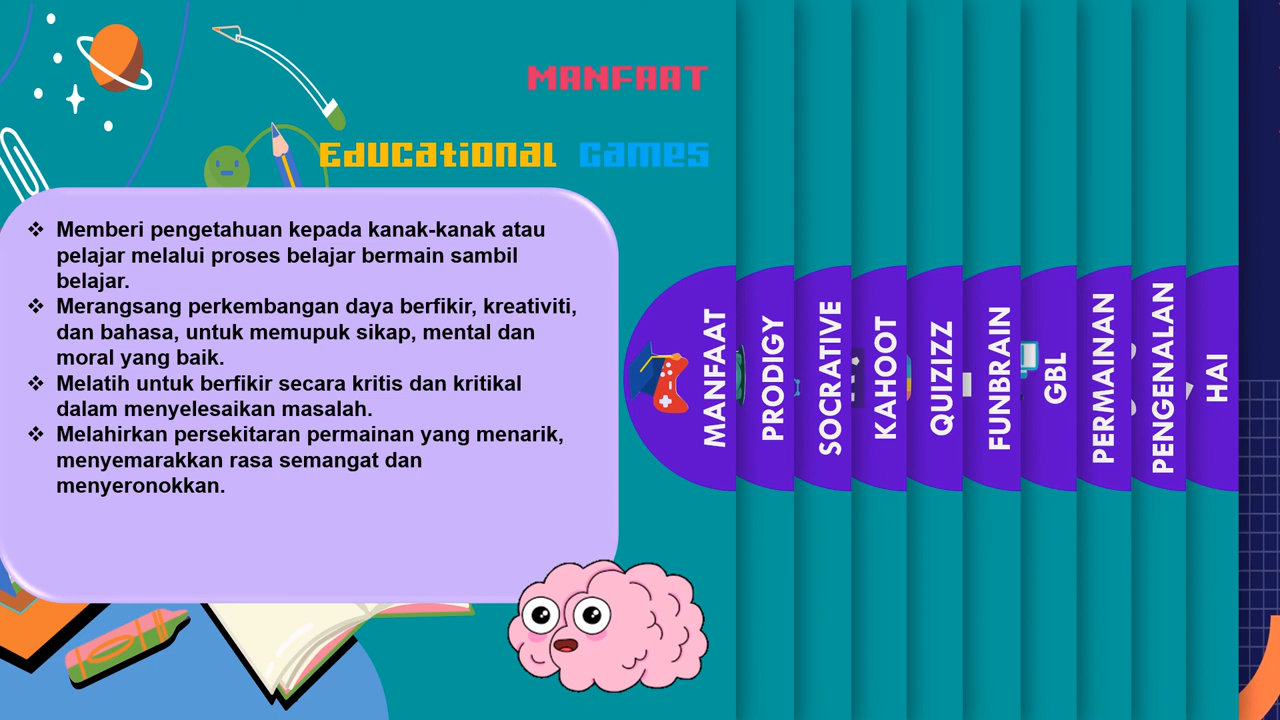 MANFAAT
Educational Games
❖ Memberi pengetahuan kepada kanak-kanak atau
pelajar melalui proses belajar bermain sambil
belajar.
❖ Merangsang perkembangan daya berfikir, kreativiti,
dan bahasa, untuk memupuk sikap, mental dan
moral yang baik.
❖ Melatih untuk berfikir secara kritis dan kritikal
dalam menyelesaikan masalah.
❖ Melahirkan persekitaran permainan yang menarik,
menyemarakkan rasa semangat dan
menyeronokkan.
MANFAAT
PRODIGY
SOCRATIVE
KAHOOT
QUIZIZZ
FUNBRAIN
GBL
PERMAINAN
PENGENALAN
HAI